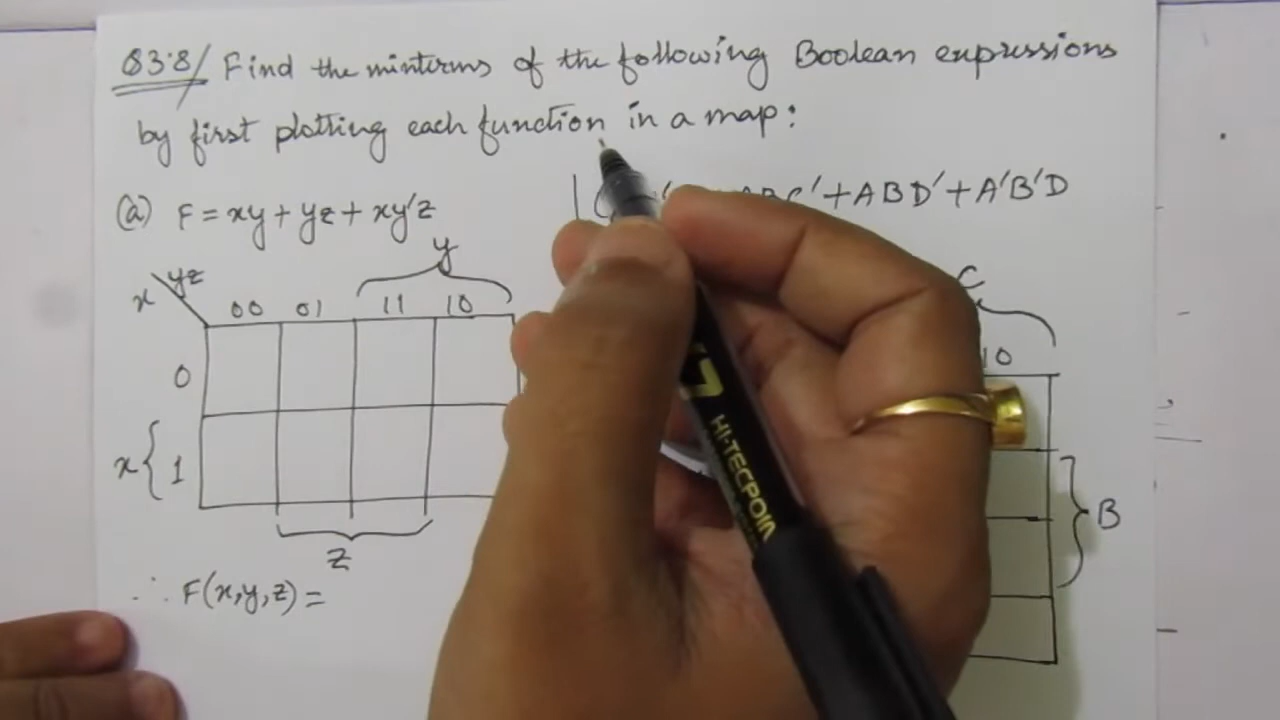 Q3.8/ Find the minterms of the following Boolean expressions
by first plotting each function in a map:
(a) F = xy + yz + xy'z
ABC' + ABD' + A'B'D
y
x yz
00 01 11 10
0
x { 1
z
∴ F(x,y,z) =
C
10
B
HI-TECPOIN